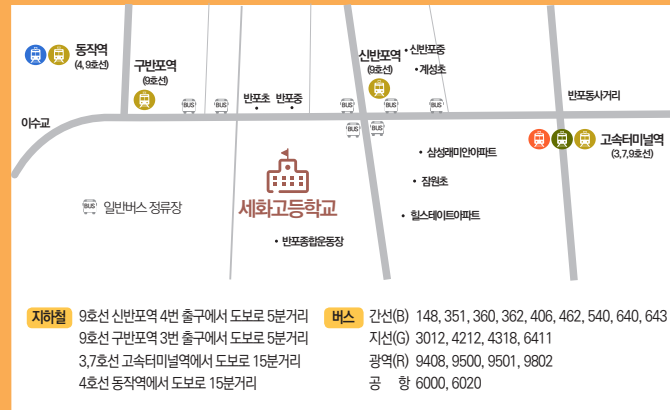 동작역
(4, 9호선)
구반포역
(9호선)
신반포역
(9호선)
신반포중
계성초
반포초
반포중
BUS
BUS
BUS
BUS
BUS
BUS
이수교
반포동사거리
고속터미널역
(3,7,9호선)
삼성래미안아파트
잠원초
힐스테이트아파트
BUS 일반버스 정류장
세화고등학교
반포종합운동장
지하철 9호선 신반포역 4번 출구에서 도보로 5분거리
9호선 구반포역 3번 출구에서 도보로 5분거리
3,7호선 고속터미널역에서 도보로 15분거리
4호선 동작역에서 도보로 15분거리
버스 간선(B) 148, 351, 360, 362, 406, 462, 540, 640, 643
지선(G) 3012, 4212, 4318, 6411
광역(R) 9408, 9500, 9501, 9802
공 항 6000, 6020